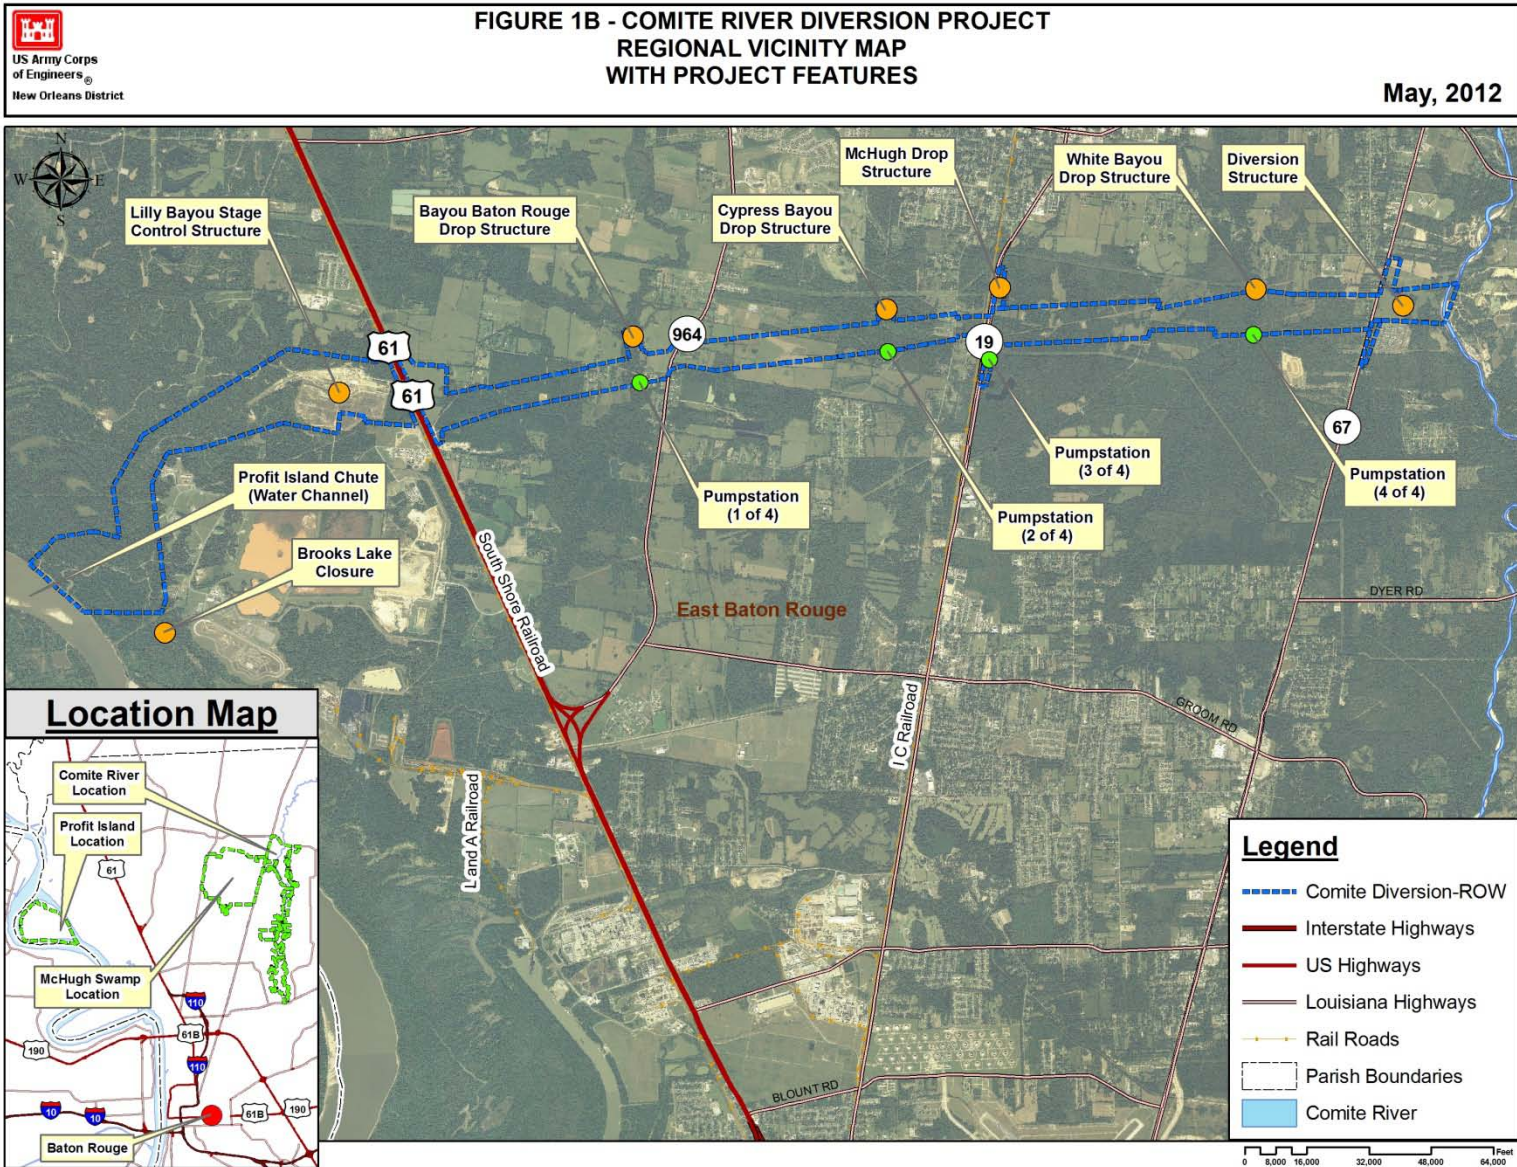 FIGURE 1B - COMITE RIVER DIVERSION PROJECT
REGIONAL VICINITY MAP
WITH PROJECT FEATURES
US Army Corps
of Engineers ®
New Orleans District
May, 2012
N
W
E
S
Lilly Bayou Stage
Control Structure
Bayou Baton Rouge
Drop Structure
Cypress Bayou
Drop Structure
McHugh Drop
Structure
White Bayou
Drop Structure
Diversion
Structure
61
61
964
19
67
Profit Island Chute
(Water Channel)
Brooks Lake
Closure
Pumpstation
(1 of 4)
Pumpstation
(2 of 4)
Pumpstation
(3 of 4)
Pumpstation
(4 of 4)
South Shore Railroad
East Baton Rouge
DYER RD
GROOM RD
I C Railroad
L and A Railroad
BLOUNT RD
Location Map
Comite River
Location
Profit Island
Location
61
McHugh Swamp
Location
110
61B
190
110
10
10
61B
190
Baton Rouge
Legend
Comite Diversion-ROW
Interstate Highways
US Highways
Louisiana Highways
Rail Roads
Parish Boundaries
Comite River
Feet
0 8,000 16,000 32,000 48,000 64,000